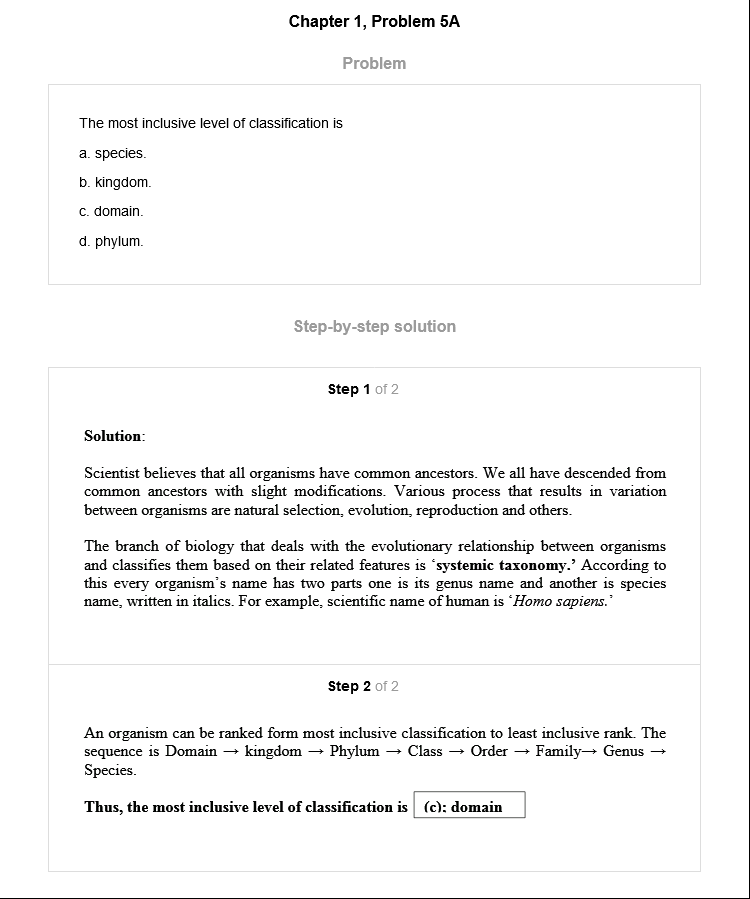 Chapter 1, Problem 5A
Problem
The most inclusive level of classification is
a. species.
b. kingdom.
c. domain.
d. phylum.
Step-by-step solution
Step 1 of 2
Solution:
Scientist believes that all organisms have common ancestors. We all have descended from
common ancestors with slight modifications. Various process that results in variation
between organisms are natural selection, evolution, reproduction and others.
The branch of biology that deals with the evolutionary relationship between organisms
and classifies them based on their related features is ‘systemic taxonomy.’ According to
this every organism’s name has two parts one is its genus name and another is species
name, written in italics. For example, scientific name of human is ‘Homo sapiens.’
Step 2 of 2
An organism can be ranked form most inclusive classification to least inclusive rank. The
sequence is Domain → kingdom → Phylum → Class → Order → Family→ Genus →
Species.
Thus, the most inclusive level of classification is (c): domain